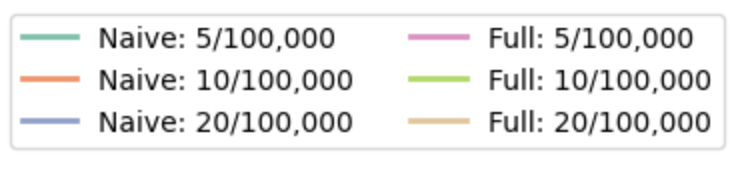 Naive: 5/100,000
Naive: 10/100,000
Naive: 20/100,000
Full: 5/100,000
Full: 10/100,000
Full: 20/100,000